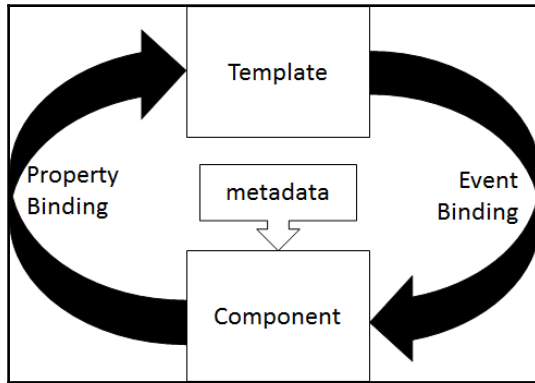 Template
Property
Binding
metadata
Event
Binding
Component